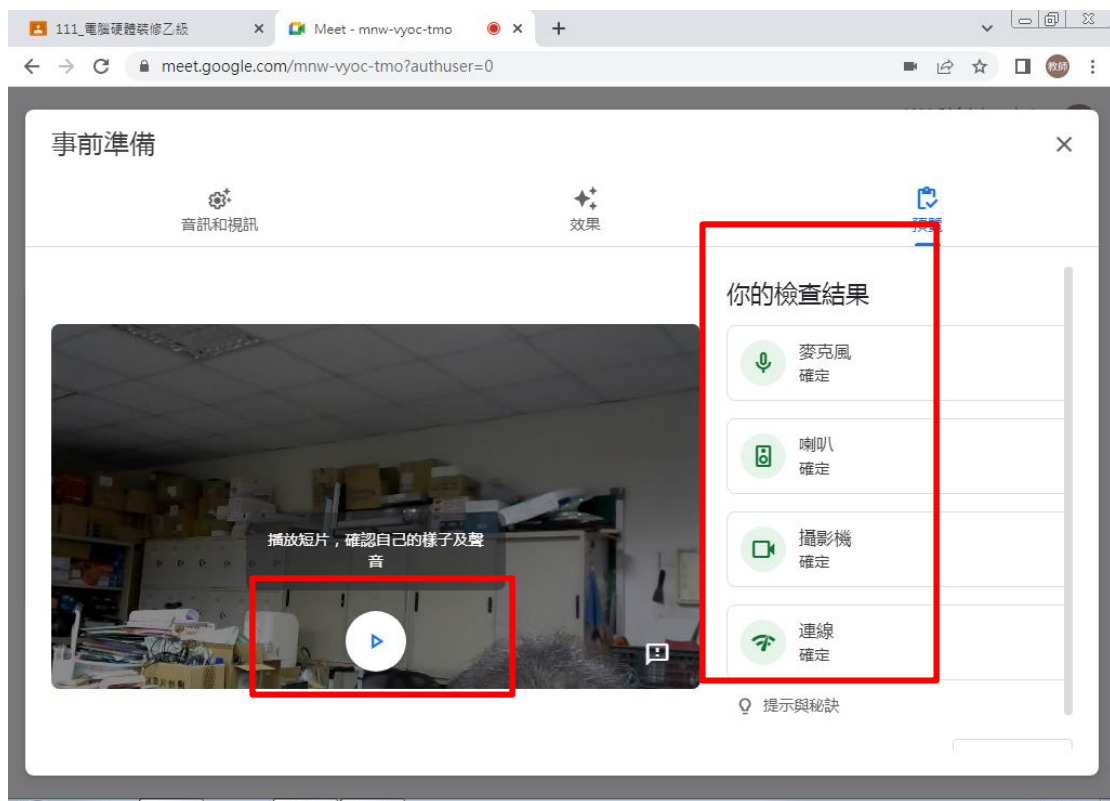 111_電腦硬體裝修乙級
Meet - mnw-vyoc-tmo
meet.google.com/mnw-vyoc-tmo?authuser=0
教師
事前準備
音訊和視訊
效果
預覽
你的檢查結果
麥克風
確定
喇叭
確定
攝影機
確定
連線
確定
提示與秘訣
播放短片，確認自己的樣子及聲
音